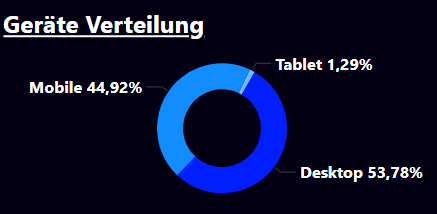 Geräte Verteilung
Tablet 1,29%
Mobile 44,92%
Desktop 53,78%